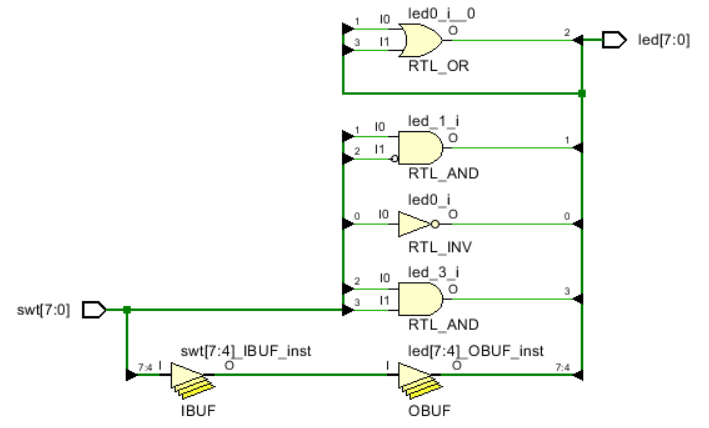 led0_i__0
1 I0 O 2
3 I1
RTL_OR
led[7:0]
led_1_i
1 I0 O 1
2 I1
RTL_AND
led0_i
0 I0 O 0
RTL_INV
led_3_i
2 I0 O 3
3 I1
RTL_AND
swt[7:0]
swt[7:4]_IBUF_inst
led[7:4]_OBUF_inst
7:4 I O I O 7:4
IBUF
OBUF